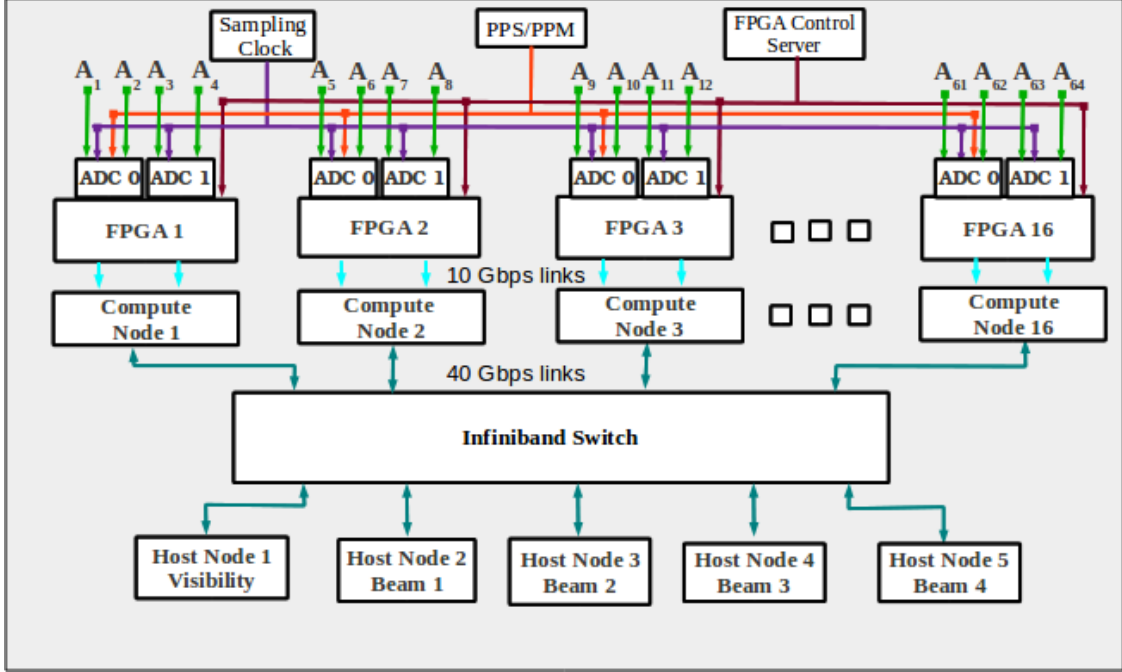 Sampling
Clock
PPS/PPM
FPGA Control
Server
A1 A2 A3 A4 A5 A6 A7 A8 A9 A10 A11 A12 A61 A62 A63 A64
ADC 0 ADC 1 ADC 0 ADC 1 ADC 0 ADC 1 ADC 0 ADC 1
FPGA 1 FPGA 2 FPGA 3 FPGA 16
10 Gbps links
Compute
Node 1
Compute
Node 2
Compute
Node 3
Compute
Node 16
40 Gbps links
Infiniband Switch
Host Node 1
Visibility
Host Node 2
Beam 1
Host Node 3
Beam 2
Host Node 4
Beam 3
Host Node 5
Beam 4